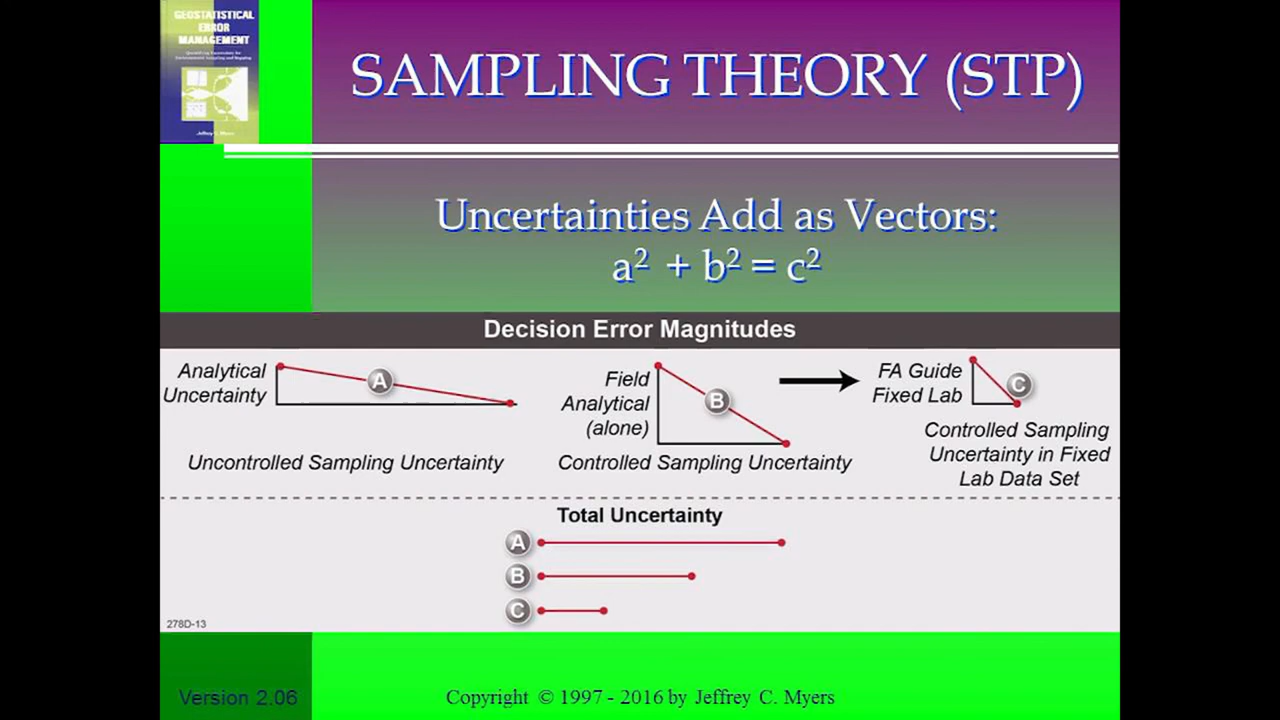 GEOSTATISTICAL
ERROR
MANAGEMENT
Jeffrey C. Myers
SAMPLING THEORY (STP)
Uncertainties Add as Vectors:
a² + b² = c²
Decision Error Magnitudes
Analytical
Uncertainty
A
Uncontrolled Sampling Uncertainty
Field
Analytical
(alone)
B
Controlled Sampling Uncertainty
FA Guide
Fixed Lab
C
Controlled Sampling
Uncertainty in Fixed
Lab Data Set
Total Uncertainty
A
B
C
278D-13
Version 2.06
Copyright © 1997 - 2016 by Jeffrey C. Myers